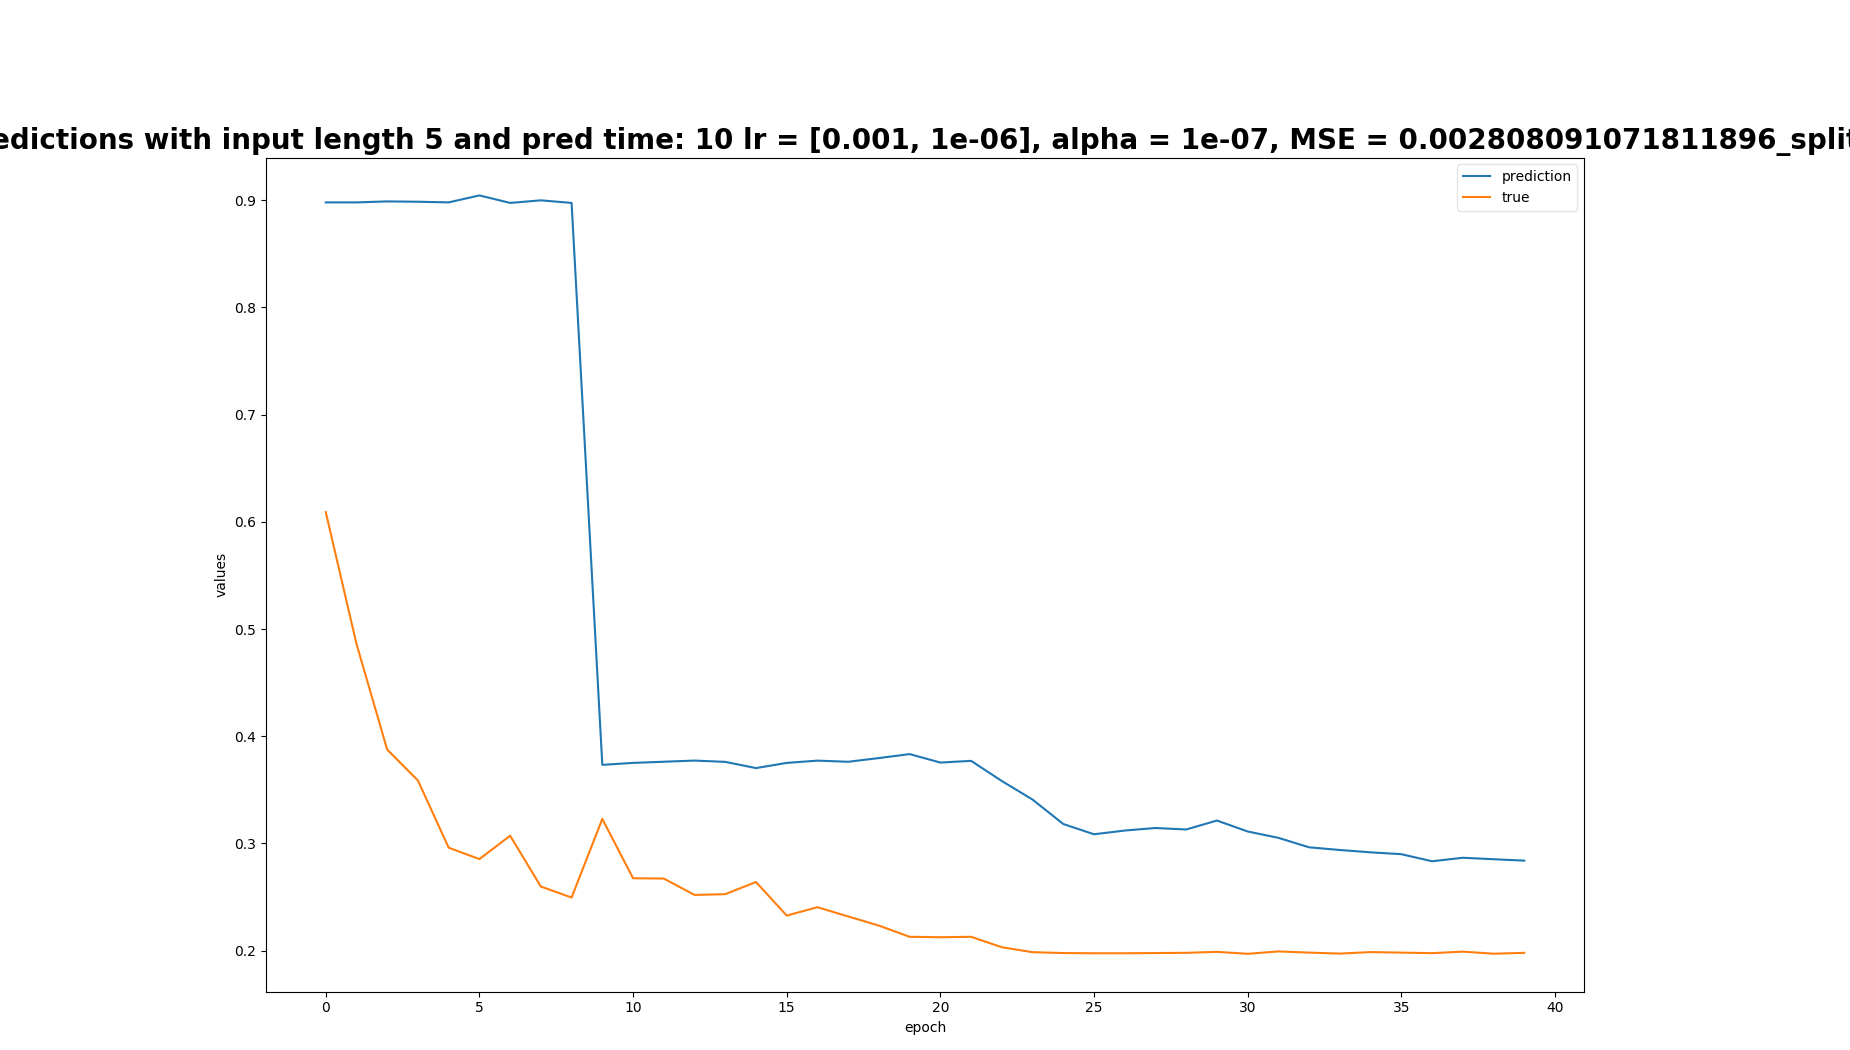 edictions with input length 5 and pred time: 10 lr = [0.001, 1e-06], alpha = 1e-07, MSE = 0.002808091071811896_split
prediction
true
0.9
0.8
0.7
0.6
0.5
0.4
0.3
0.2
values
0 5 10 15 20 25 30 35 40
epoch